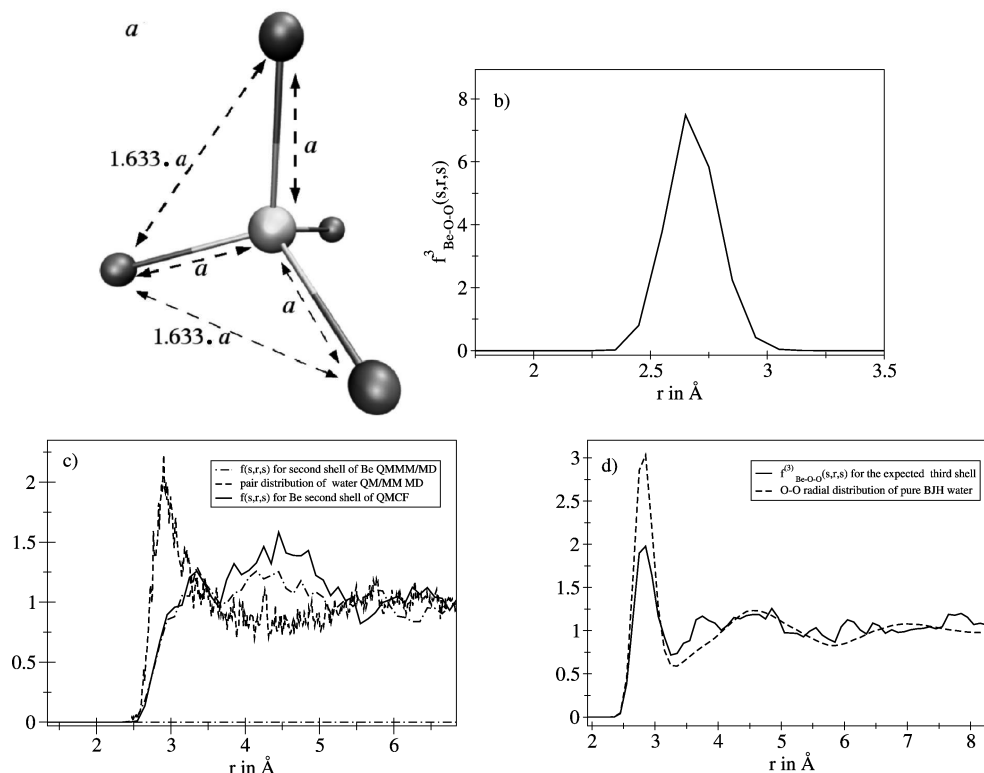 a
1.633. a
a
a
a
1.633. a
b)
f³Be-O-O(s,r,s)
8
6
4
2
0
2 2.5 3 3.5
r in Å
c)
f(s,r,s) for second shell of Be QMMM/MD
pair distribution of water QM/MM MD
f(s,r,s) for Be second shell of QMCF
2
1.5
1
0.5
0
2 3 4 5 6
r in Å
d)
f⁽³⁾Be-O-O(s,r,s) for the expected third shell
O-O radial distribution of pure BJH water
3
2.5
2
1.5
1
0.5
0
2 3 4 5 6 7 8
r in Å